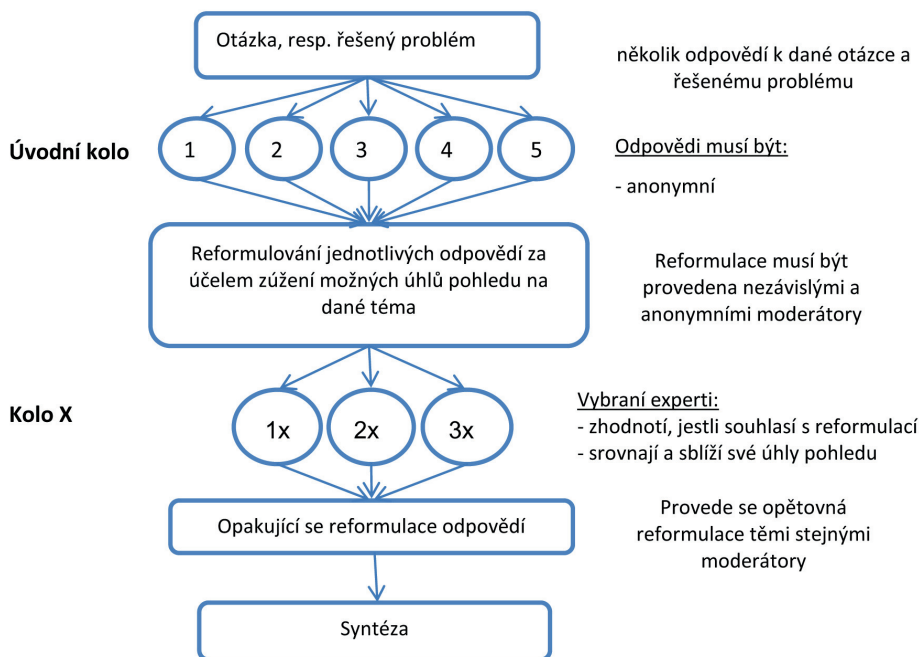 Otázka, resp. řešený problém
několik odpovědí k dané otázce a
řešenému problému
Úvodní kolo
1
2
3
4
5
Odpovědi musí být:
- anonymní
Reformulování jednotlivých odpovědí za
účelem zúžení možných úhlů pohledu na
dané téma
Reformulace musí být
provedena nezávislými a
anonymními moderátory
Kolo X
1x
2x
3x
Vybraní experti:
- zhodnotí, jestli souhlasí s reformulací
- srovnají a sblíží své úhly pohledu
Opakující se reformulace odpovědí
Provede se opětovná
reformulace těmi stejnými
moderátory
Syntéza